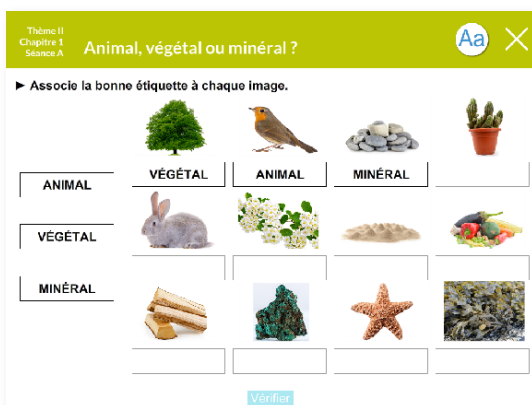 Thème II
Chapitre 1
Séance A
Animal, végétal ou minéral ?
Aa
► Associe la bonne étiquette à chaque image.
VÉGÉTAL
ANIMAL
MINÉRAL
ANIMAL
VÉGÉTAL
MINÉRAL
Vérifier